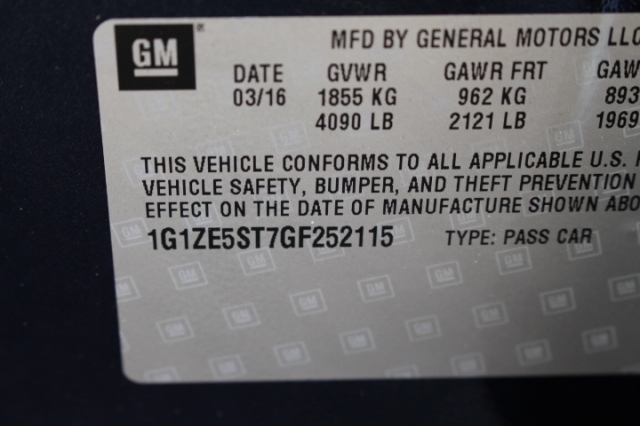 GM
MFD BY GENERAL MOTORS LLC
DATE GVWR GAWR FRT GAW
03/16 1855 KG 962 KG 893
4090 LB 2121 LB 1969
THIS VEHICLE CONFORMS TO ALL APPLICABLE U.S.
VEHICLE SAFETY, BUMPER, AND THEFT PREVENTION
EFFECT ON THE DATE OF MANUFACTURE SHOWN ABO
1G1ZE5ST7GF252115 TYPE: PASS CAR